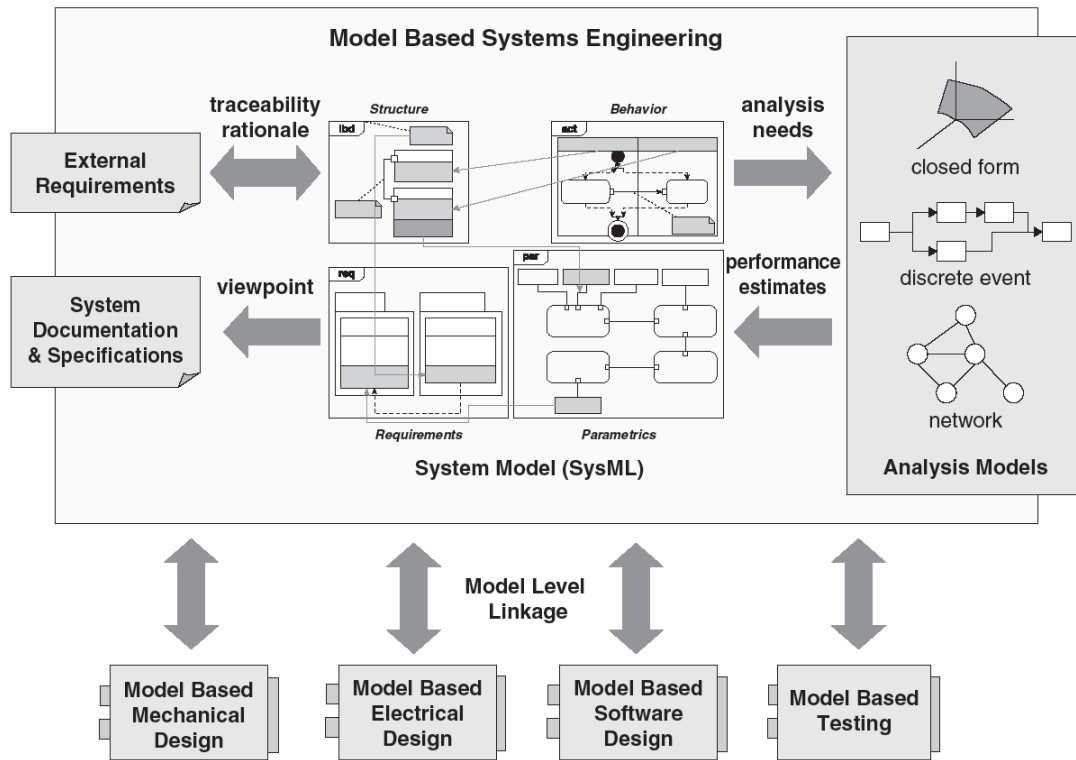 Model Based Systems Engineering
traceability
rationale
Structure
Behavior
analysis
needs
ibd
act
External
Requirements
closed form
req
par
viewpoint
performance
estimates
discrete event
System
Documentation
& Specifications
network
Requirements
Parametrics
System Model (SysML)
Analysis Models
Model Level
Linkage
Model Based
Mechanical
Design
Model Based
Electrical
Design
Model Based
Software
Design
Model Based
Testing